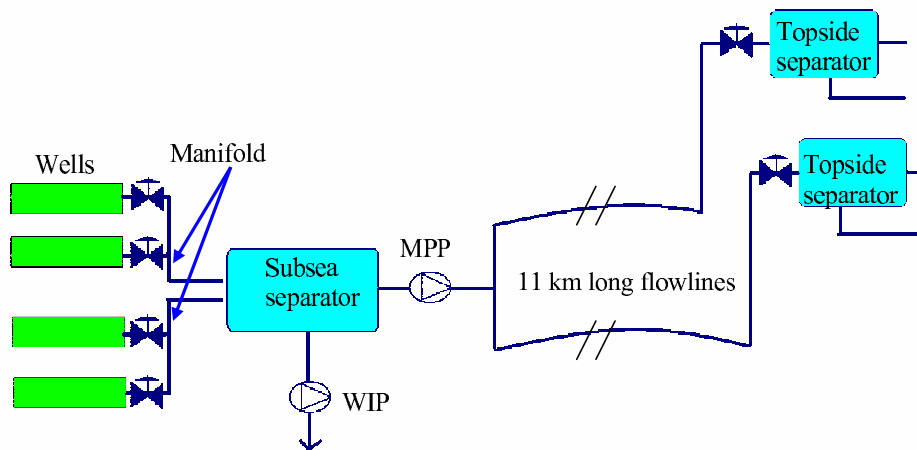 Topside
separator
Wells
Manifold
Topside
separator
Subsea
separator
MPP
11 km long flowlines
WIP